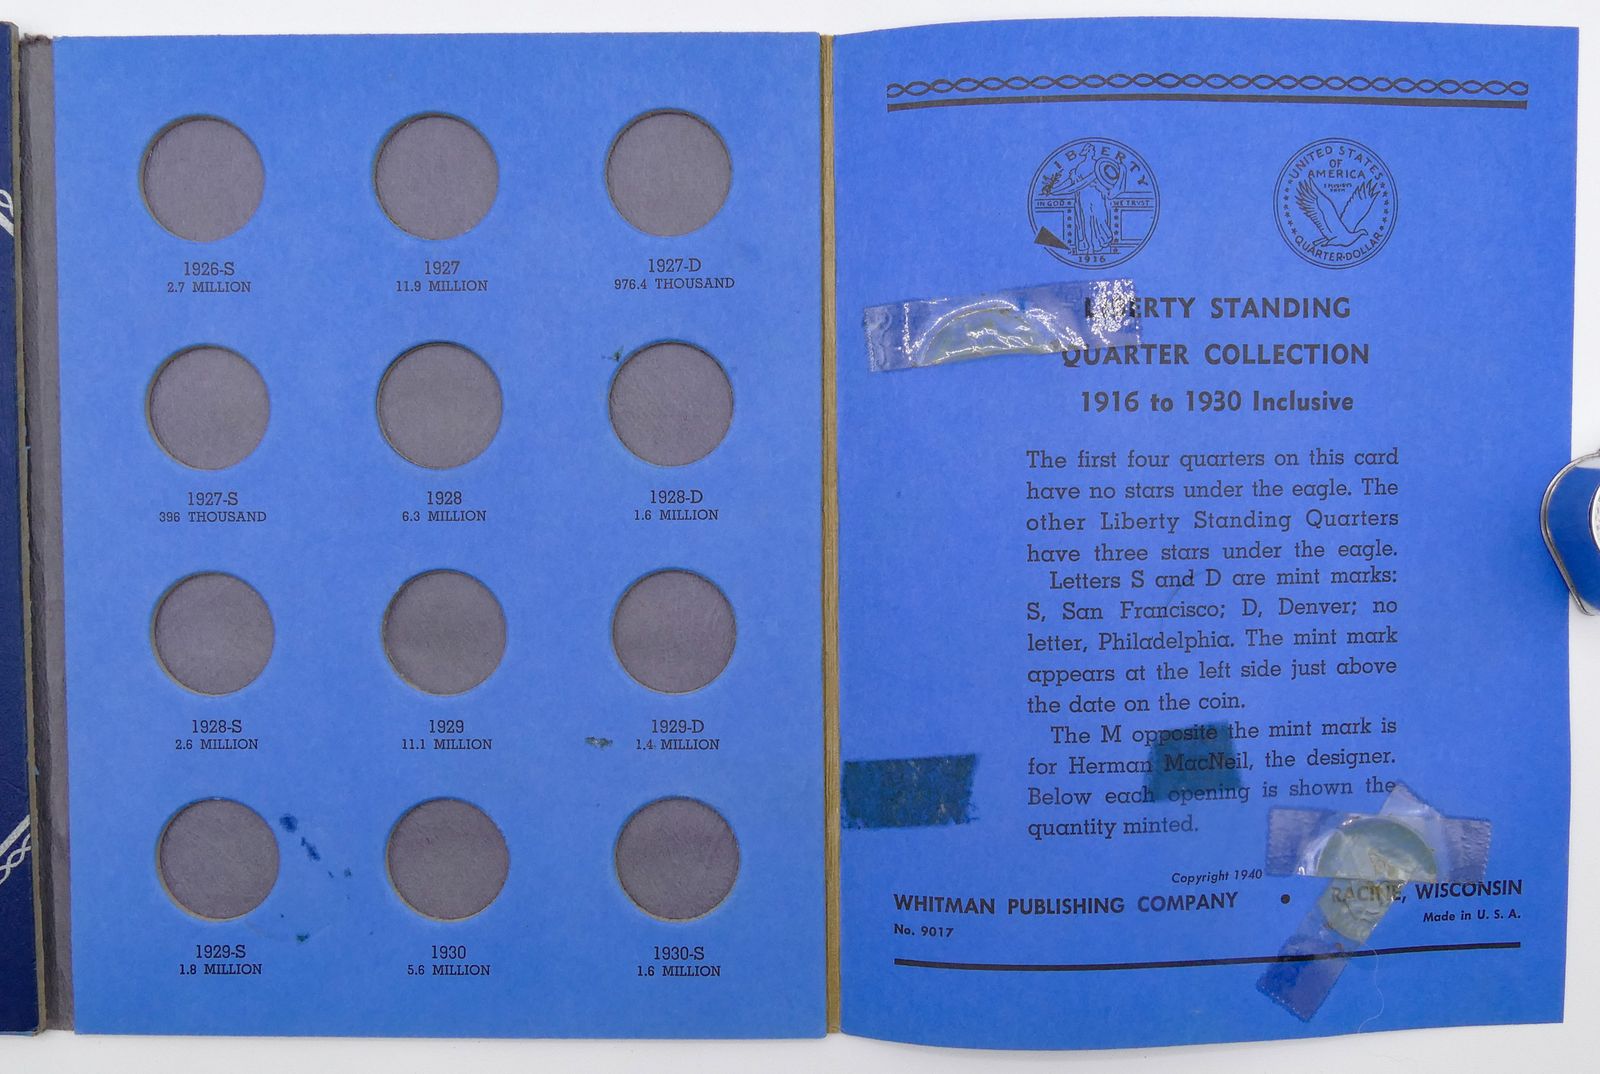 1926-S
2.7 MILLION
1927
11.9 MILLION
1927-D
976.4 THOUSAND
1927-S
396 THOUSAND
1928
6.3 MILLION
1928-D
1.6 MILLION
1928-S
2.6 MILLION
1929
11.1 MILLION
1929-D
1.4 MILLION
1929-S
1.8 MILLION
1930
5.6 MILLION
1930-S
1.6 MILLION
LIBERTY
IN GOD WE TRUST
1916
UNITED STATES
OF
AMERICA
E PLURIBUS
UNUM
QUARTER-DOLLAR
LIBERTY STANDING
QUARTER COLLECTION
1916 to 1930 Inclusive
The first four quarters on this card
have no stars under the eagle. The
other Liberty Standing Quarters
have three stars under the eagle.
Letters S and D are mint marks:
S, San Francisco; D, Denver; no
letter, Philadelphia. The mint mark
appears at the left side just above
the date on the coin.
The M opposite the mint mark is
for Herman MacNeil, the designer.
Below each opening is shown the
quantity minted.
Copyright 1940
WHITMAN PUBLISHING COMPANY • RACINE, WISCONSIN
No. 9017
Made in U. S. A.